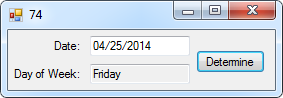 74
Date: 04/25/2014
Determine
Day of Week: Friday